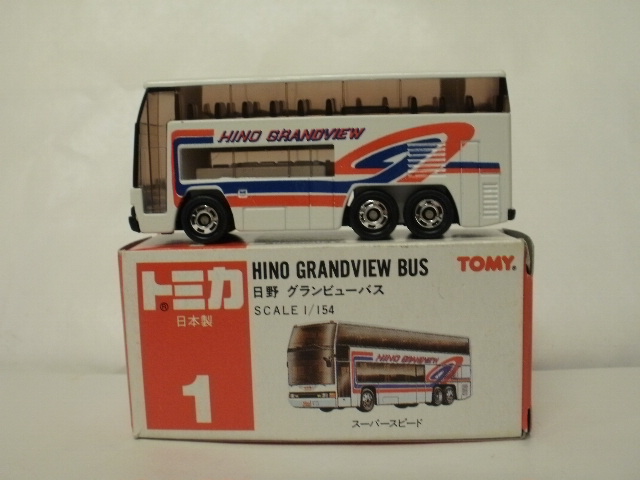 HINO GRANDVIEW
トミカ®
日本製
1
HINO GRANDVIEW BUS
TOMY®
日野 グランビューバス
SCALE 1/154
HINO GRANDVIEW
スーパースピード